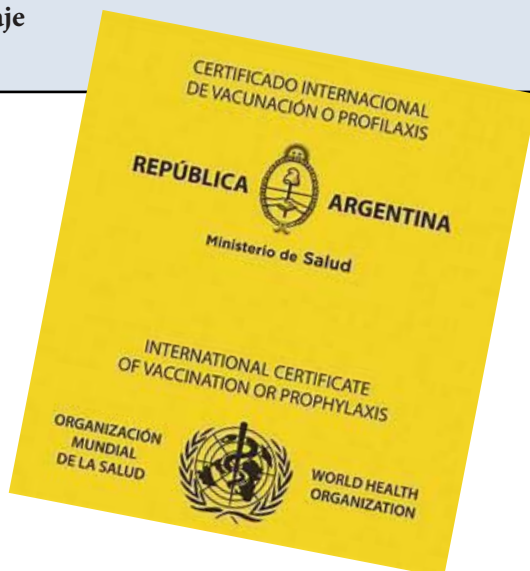 aje
CERTIFICADO INTERNACIONAL
DE VACUNACIÓN O PROFILAXIS
REPÚBLICA ARGENTINA
Ministerio de Salud
INTERNATIONAL CERTIFICATE
OF VACCINATION OR PROPHYLAXIS
ORGANIZACIÓN
MUNDIAL
DE LA SALUD
WORLD HEALTH
ORGANIZATION